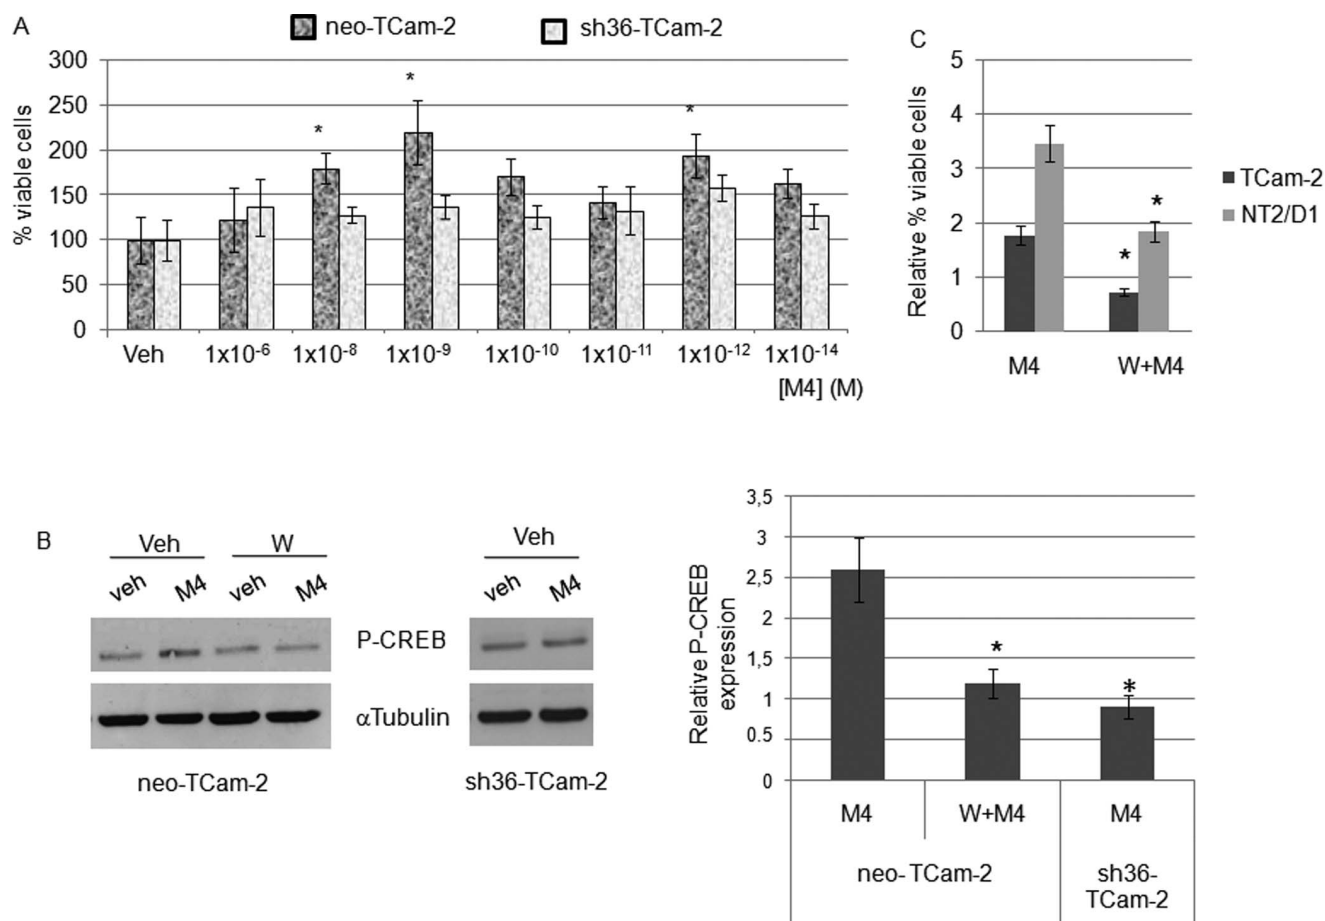 A
neo-TCam-2
sh36-TCam-2
% viable cells
300
250
200
150
100
50
0
*
*
*
Veh
1x10⁻⁶
1x10⁻⁸
1x10⁻⁹
1x10⁻¹⁰
1x10⁻¹¹
1x10⁻¹²
1x10⁻¹⁴
[M4] (M)
C
Relative % viable cells
5
4
3
2
1
0
*
*
M4
W+M4
TCam-2
NT2/D1
B
Veh
W
veh
M4
veh
M4
Veh
veh
M4
P-CREB
αTubulin
neo-TCam-2
sh36-TCam-2
Relative P-CREB
expression
3,5
3
2,5
2
1,5
1
0.5
0
*
*
M4
W+M4
M4
neo- TCam-2
sh36-
TCam-2